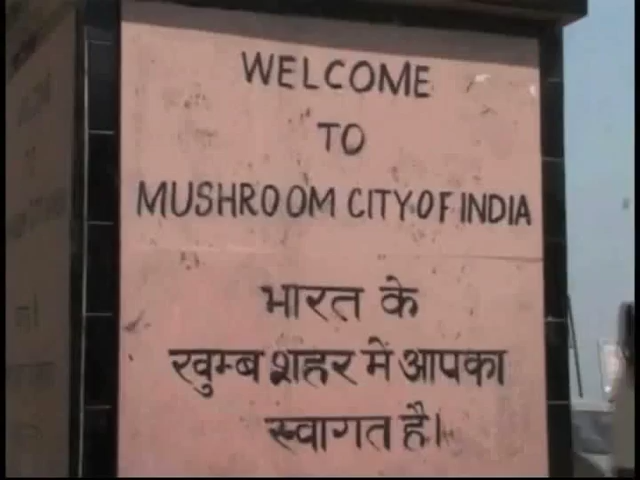 WELCOME
TO
MUSHROOM CITY OF INDIA
भारत के
खुम्ब शहर में आपका
स्वागत है।